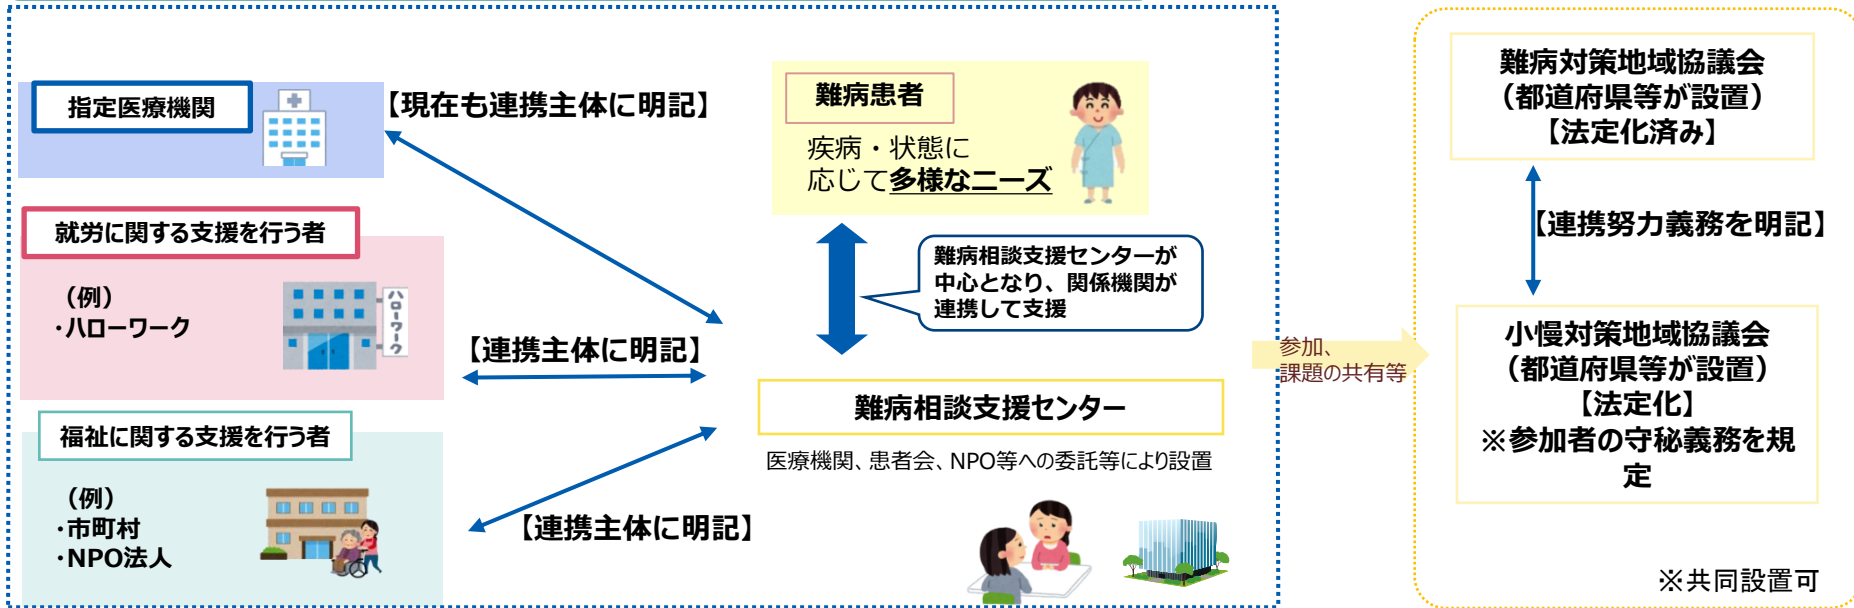 指定医療機関
【現在も連携主体に明記】
就労に関する支援を行う者
（例）
・ハローワーク
ハローワーク
【連携主体に明記】
福祉に関する支援を行う者
（例）
・市町村
・NPO法人
【連携主体に明記】
難病患者
疾病・状態に
応じて多様なニーズ
難病相談支援センターが
中心となり、関係機関が
連携して支援
難病相談支援センター
医療機関、患者会、NPO等への委託等により設置
参加、
課題の共有等
難病対策地域協議会
（都道府県等が設置）
【法定化済み】
【連携努力義務を明記】
小慢対策地域協議会
（都道府県等が設置）
【法定化】
※参加者の守秘義務を規
定
※共同設置可